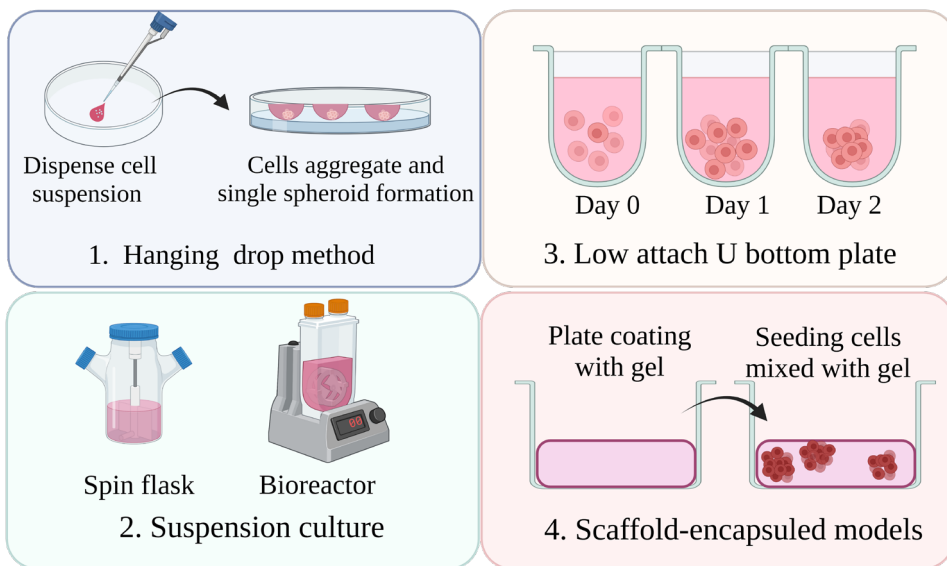 Dispense cell
suspension
Cells aggregate and
single spheroid formation
1. Hanging drop method
Day 0
Day 1
Day 2
3. Low attach U bottom plate
Spin flask
00
Bioreactor
2. Suspension culture
Plate coating
with gel
Seeding cells
mixed with gel
4. Scaffold-encapsuled models